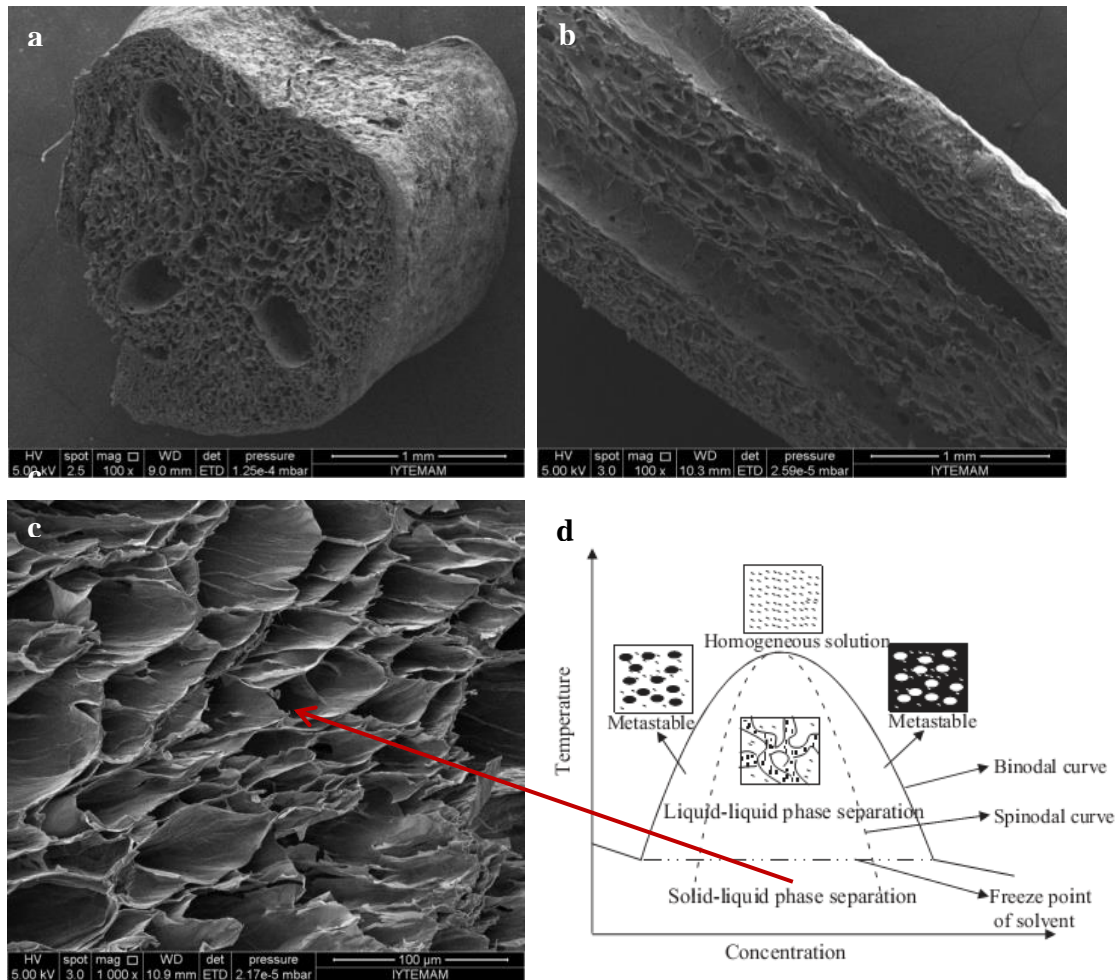 a
HV spot mag □ WD det pressure 1 mm
5.00 kV 2.5 100 x 9.0 mm ETD 1.25e-4 mbar IYTEMAM
b
HV spot mag □ WD det pressure 1 mm
5.00 kV 3.0 100 x 10.3 mm ETD 2.59e-5 mbar IYTEMAM
c
HV spot mag □ WD det pressure 100 µm
5.00 kV 3.0 1 000 x 10.9 mm ETD 2.17e-5 mbar IYTEMAM
d
Homogeneous solution
Metastable
Metastable
Temperature
Binodal curve
Liquid-liquid phase separation
Spinodal curve
Solid-liquid phase separation
Freeze point
of solvent
Concentration